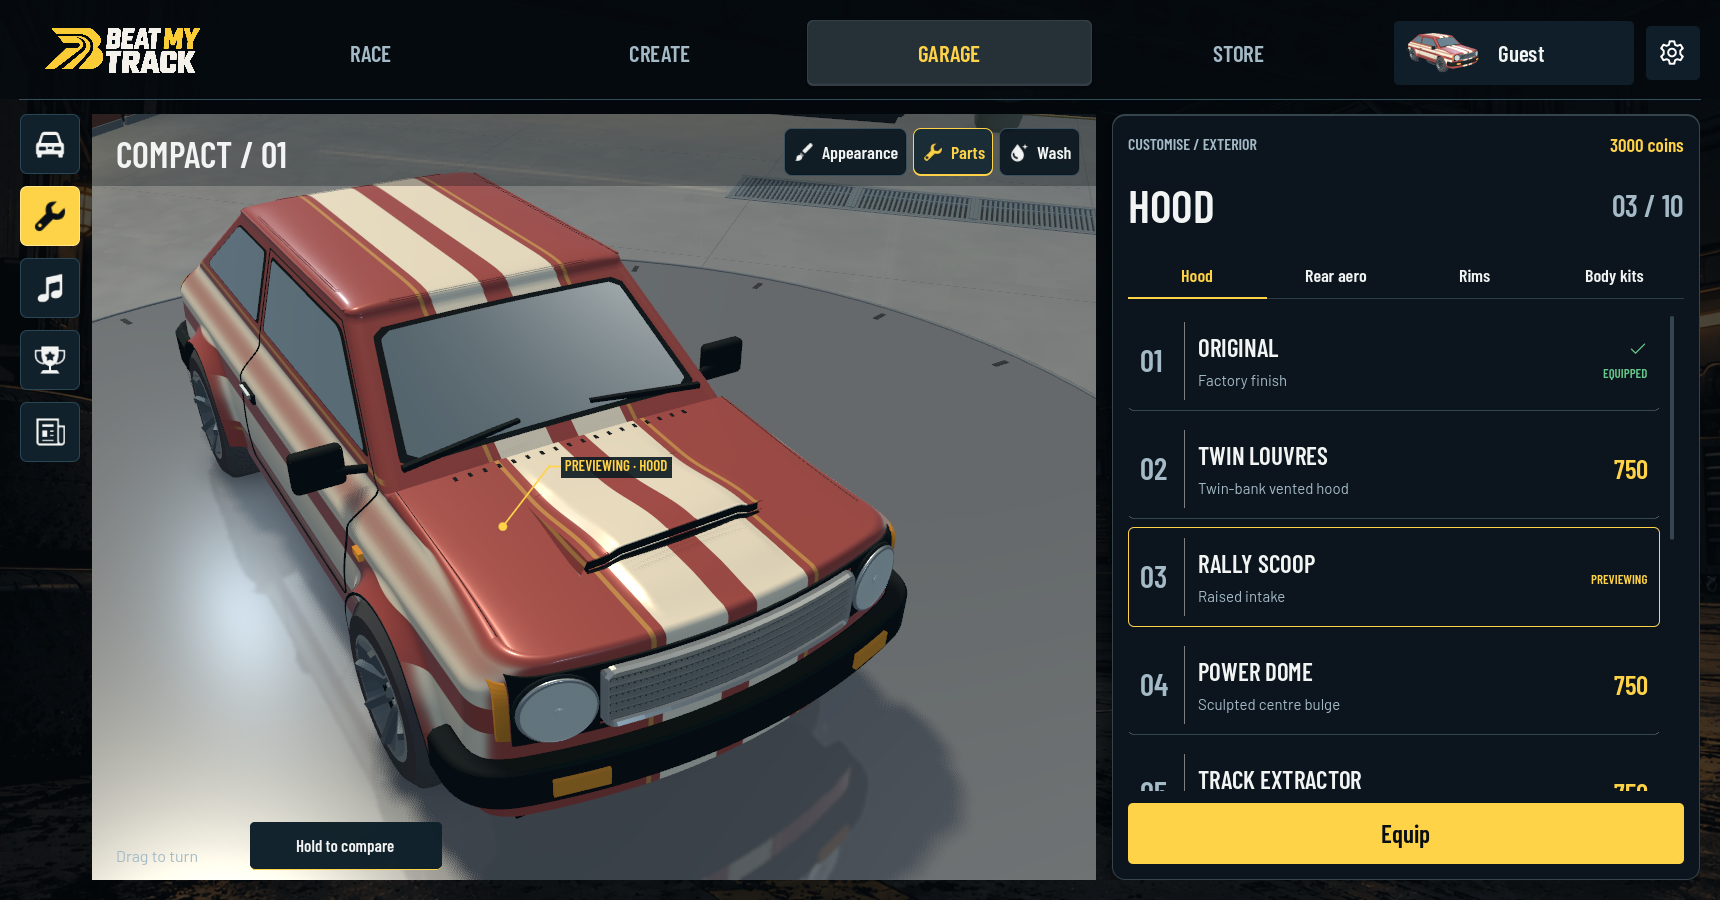 BEAT MY
TRACK
RACE
CREATE
GARAGE
STORE
Guest
COMPACT / 01
Appearance
Parts
Wash
PREVIEWING · HOOD
Drag to turn
Hold to compare
CUSTOMISE / EXTERIOR
3000 coins
HOOD
03 / 10
Hood
Rear aero
Rims
Body kits
01
ORIGINAL
Factory finish
EQUIPPED
02
TWIN LOUVRES
Twin-bank vented hood
750
03
RALLY SCOOP
Raised intake
PREVIEWING
04
POWER DOME
Sculpted centre bulge
750
05
TRACK EXTRACTOR
750
Equip